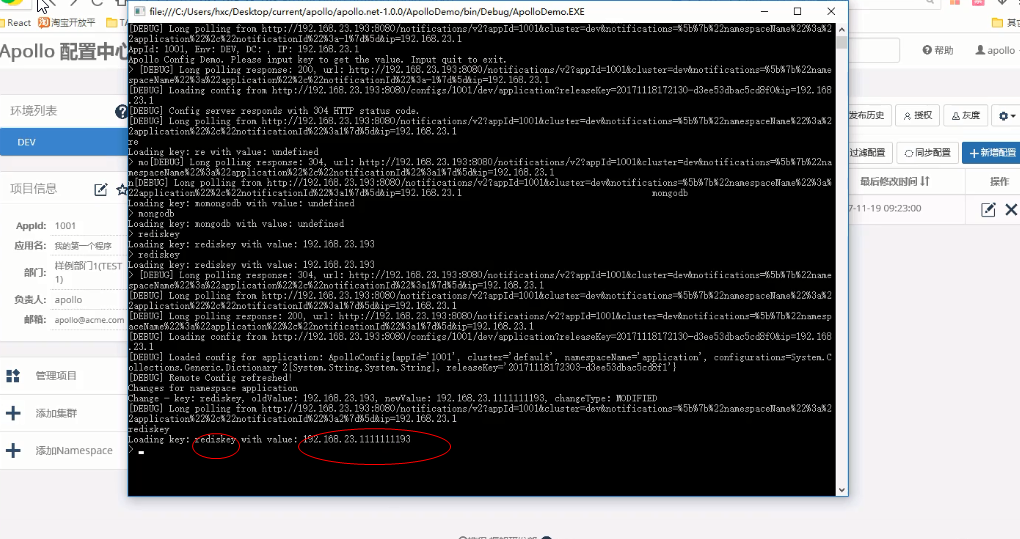 file:///C:/Users/hxc/Desktop/current/apollo/apollo.net-1.0.0/ApolloDemo/bin/Debug/ApolloDemo.EXE
React
淘宝开放平
Apollo 配置中心
帮助
apollo
环境列表
DEV
项目信息
AppId: 1001
应用名: 我的第一个程序
部门: 样例部门1(TEST
1)
负责人: apollo
邮箱: apollo@acme.com
管理项目
添加集群
添加Namespace
[DEBUG] Long polling from http://192.168.23.193:8080/notifications/v2?appId=1001&cluster=dev&notifications=%5b%7b%22namespaceName%22%3a%2
2application%22%2c%22notificationId%22%3a-1%7d%5d&ip=192.168.23.1
AppId: 1001, Env: DEV, DC: , IP: 192.168.23.1
Apollo Config Demo. Please input key to get the value. Input quit to exit.
> [DEBUG] Long polling response: 200, url: http://192.168.23.193:8080/notifications/v2?appId=1001&cluster=dev&notifications=%5b%7b%22name
spaceName%22%3a%22application%22%2c%22notificationId%22%3a-1%7d%5d&ip=192.168.23.1
[DEBUG] Loading config from http://192.168.23.193:8080/configs/1001/dev/application?releaseKey=20171118172130-d3ee53dbac5cd8f0&ip=192.168
.23.1
[DEBUG] Config server responds with 304 HTTP status code.
[DEBUG] Long polling from http://192.168.23.193:8080/notifications/v2?appId=1001&cluster=dev&notifications=%5b%7b%22namespaceName%22%3a%2
2application%22%2c%22notificationId%22%3a1%7d%5d&ip=192.168.23.1
re
Loading key: re with value: undefined
> mo[DEBUG] Long polling response: 304, url: http://192.168.23.193:8080/notifications/v2?appId=1001&cluster=dev&notifications=%5b%7b%22na
mespaceName%22%3a%22application%22%2c%22notificationId%22%3a1%7d%5d&ip=192.168.23.1
n[DEBUG] Long polling from http://192.168.23.193:8080/notifications/v2?appId=1001&cluster=dev&notifications=%5b%7b%22namespaceName%22%3a%
22application%22%2c%22notificationId%22%3a1%7d%5d&ip=192.168.23.1 mongodb
Loading key: momongodb with value: undefined
> mongodb
Loading key: mongodb with value: undefined
> rediskey
Loading key: rediskey with value: 192.168.23.193
> rediskey
Loading key: rediskey with value: 192.168.23.193
> [DEBUG] Long polling response: 304, url: http://192.168.23.193:8080/notifications/v2?appId=1001&cluster=dev&notifications=%5b%7b%22name
spaceName%22%3a%22application%22%2c%22notificationId%22%3a1%7d%5d&ip=192.168.23.1
[DEBUG] Long polling from http://192.168.23.193:8080/notifications/v2?appId=1001&cluster=dev&notifications=%5b%7b%22namespaceName%22%3a%2
2application%22%2c%22notificationId%22%3a1%7d%5d&ip=192.168.23.1
[DEBUG] Long polling response: 200, url: http://192.168.23.193:8080/notifications/v2?appId=1001&cluster=dev&notifications=%5b%7b%22namesp
aceName%22%3a%22application%22%2c%22notificationId%22%3a1%7d%5d&ip=192.168.23.1
[DEBUG] Loading config from http://192.168.23.193:8080/configs/1001/dev/application?releaseKey=20171118172130-d3ee53dbac5cd8f0&ip=192.168
.23.1
[DEBUG] Loaded config for application: ApolloConfig{appId='1001', cluster='default', namespaceName='application', configurations=System.C
ollections.Generic.Dictionary`2[System.String,System.String], releaseKey='20171118172303-d3ee53dbac5cd8f1'}
[DEBUG] Remote Config refreshed!
Changes for namespace application
Change - key: rediskey, oldValue: 192.168.23.193, newValue: 192.168.23.1111111193, changeType: MODIFIED
[DEBUG] Long polling from http://192.168.23.193:8080/notifications/v2?appId=1001&cluster=dev&notifications=%5b%7b%22namespaceName%22%3a%2
2application%22%2c%22notificationId%22%3a2%7d%5d&ip=192.168.23.1
rediskey
Loading key: rediskey with value: 192.168.23.1111111193
>
发布历史
授权
灰度
过滤配置
同步配置
新增配置
最后修改时间
操作
7-11-19 09:23:00